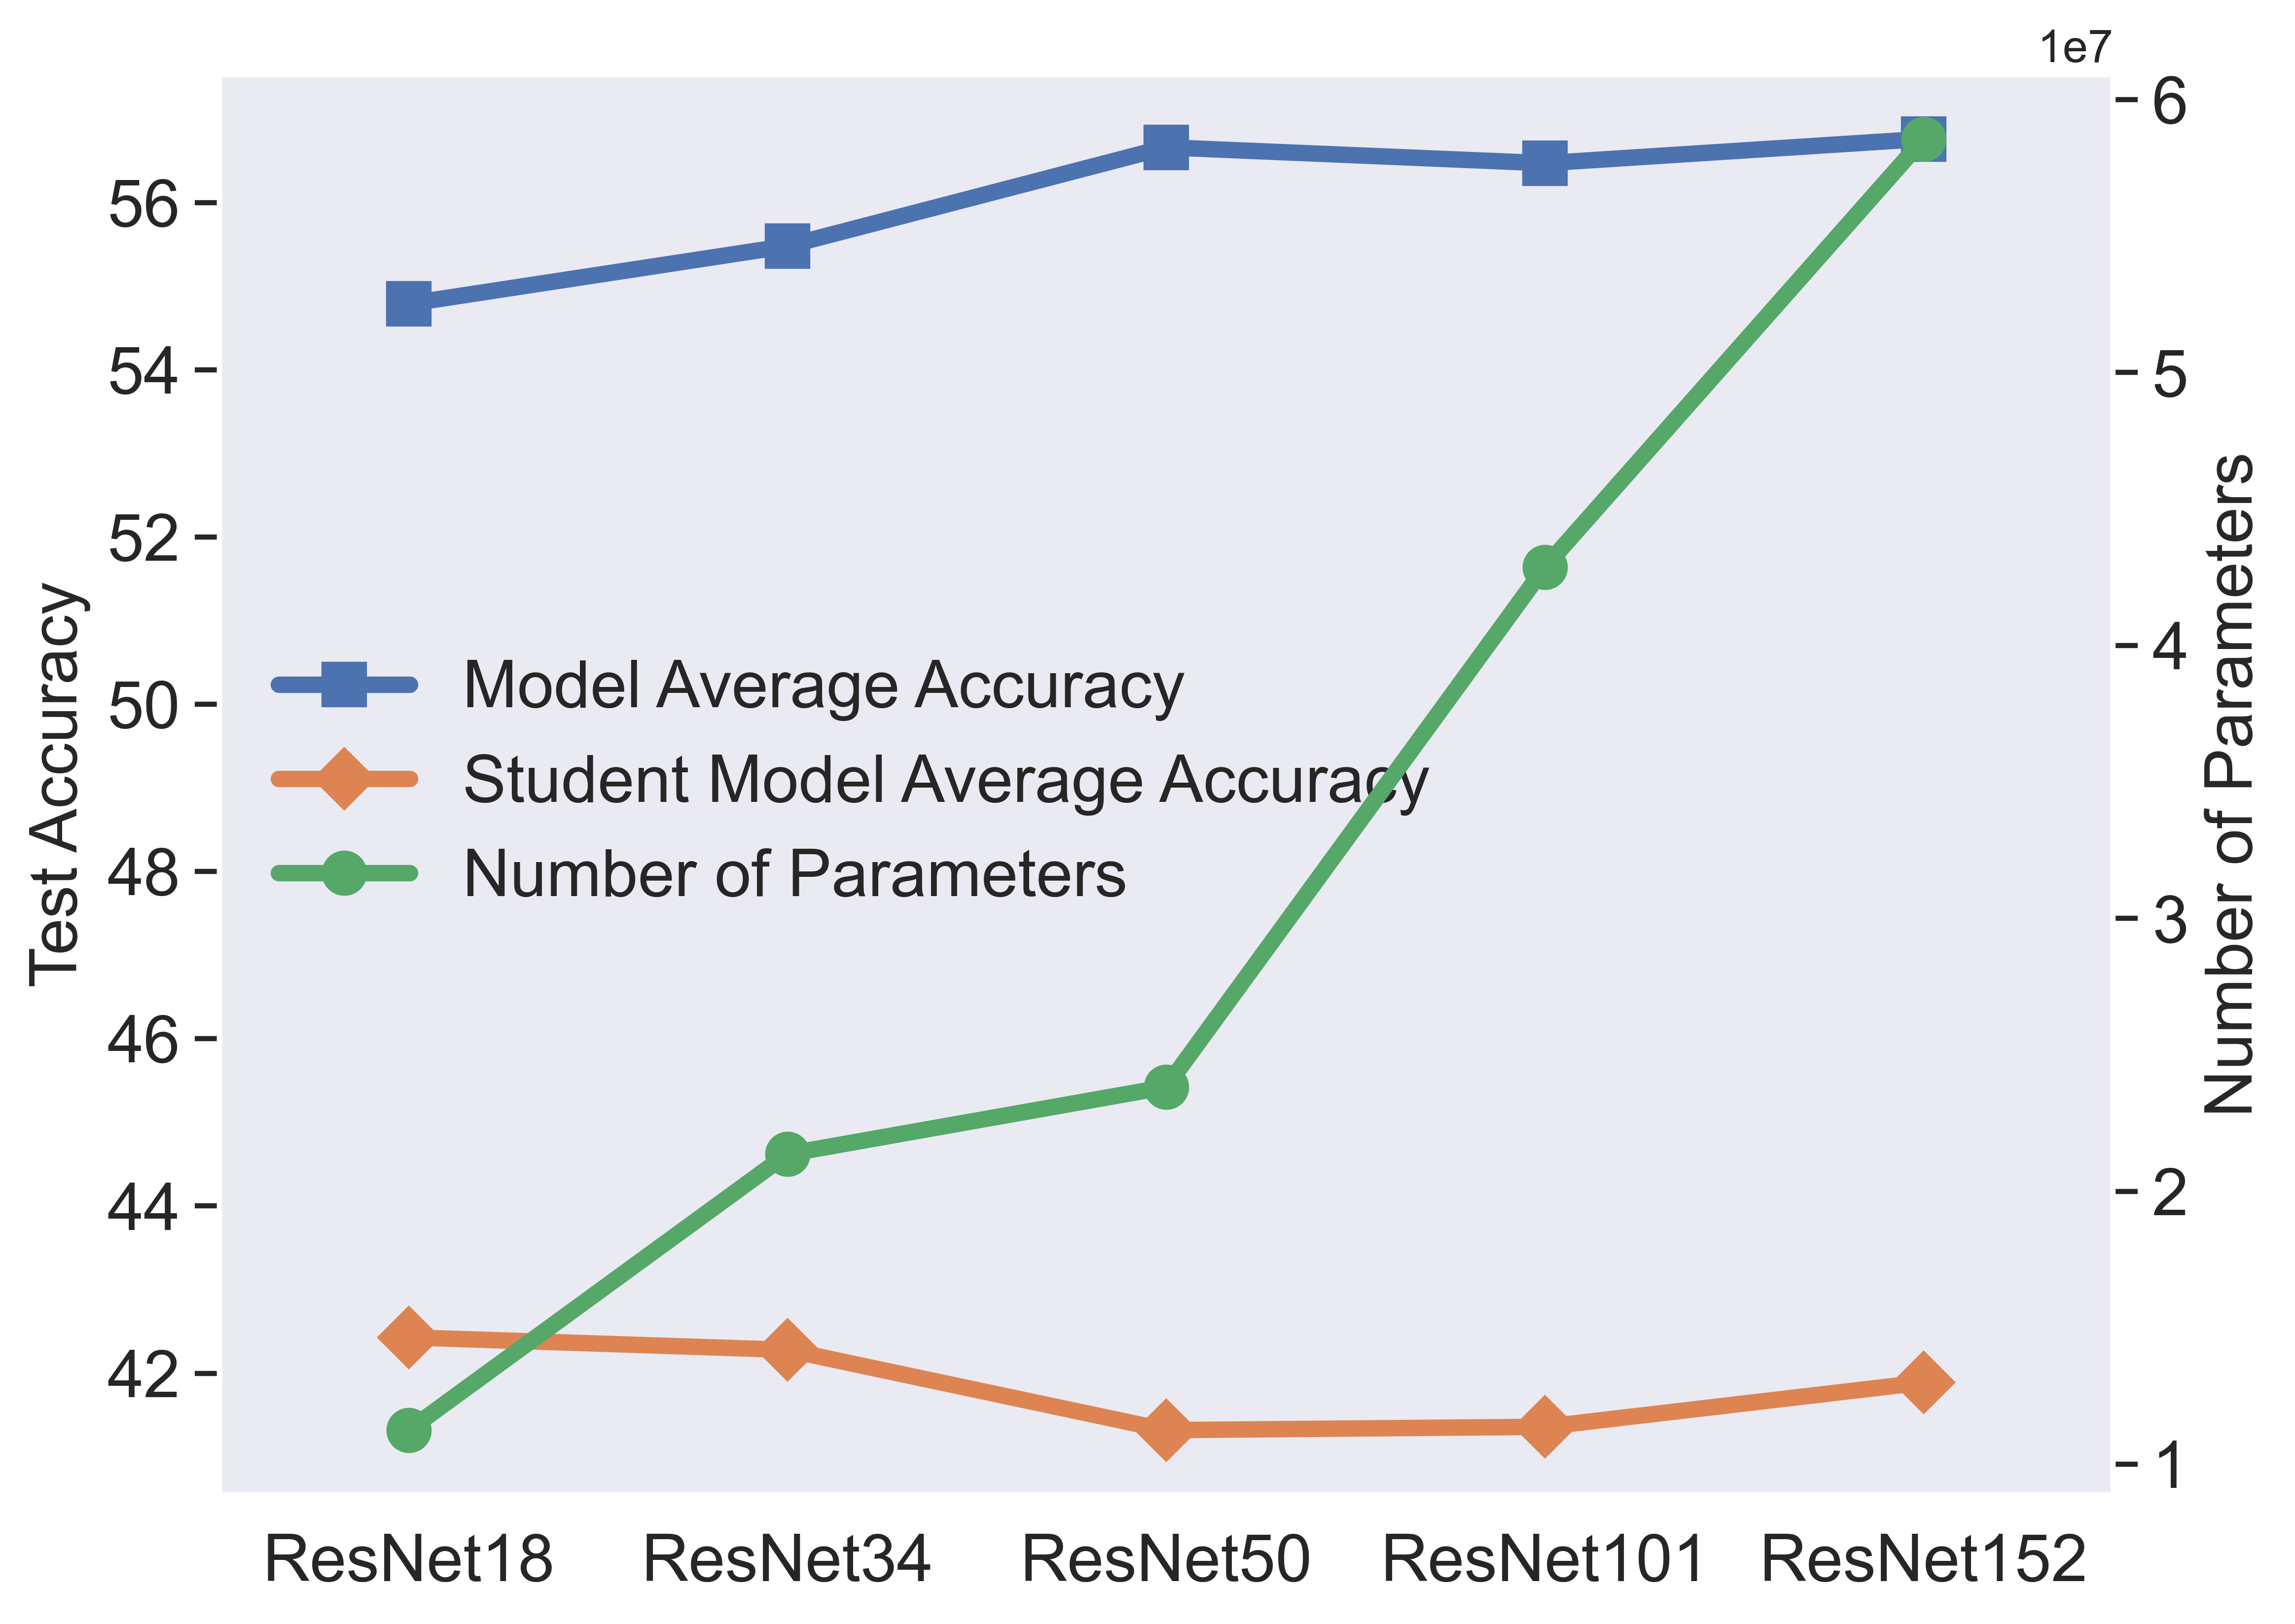 1e7
6
5
4
3
2
1
Number of Parameters
56
54
52
50
48
46
44
42
Test Accuracy
Model Average Accuracy
Student Model Average Accuracy
Number of Parameters
ResNet18
ResNet34
ResNet50
ResNet101
ResNet152